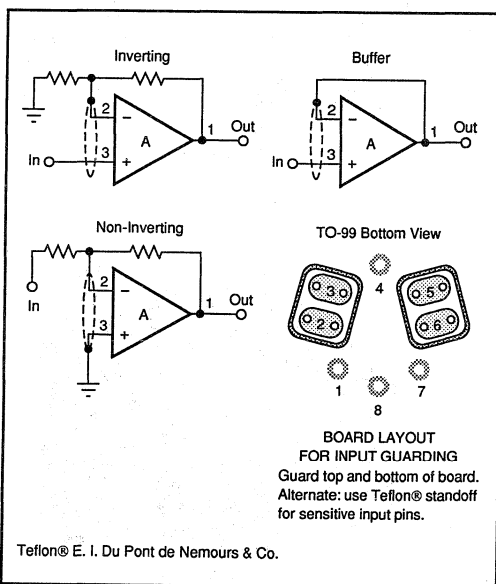 Inverting
2
−
A
1
Out
In
3
+
Buffer
2
−
A
1
Out
In
3
+
Non-Inverting
2
−
A
1
Out
In
3
+
TO-99 Bottom View
4
3
5
2
6
1
7
8
BOARD LAYOUT
FOR INPUT GUARDING
Guard top and bottom of board.
Alternate: use Teflon® standoff
for sensitive input pins.
Teflon® E. I. Du Pont de Nemours & Co.